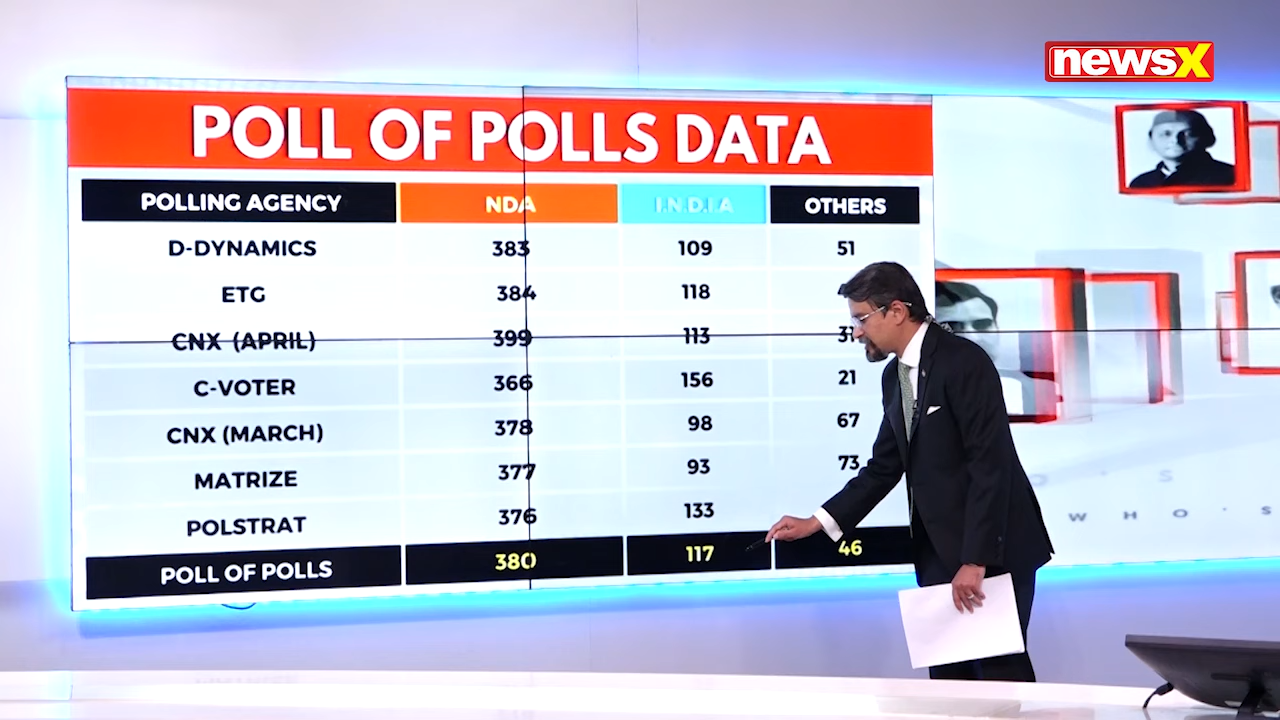 newsX
POLL OF POLLS DATA
POLLING AGENCY NDA I.N.D.I.A OTHERS
D-DYNAMICS 383 109 51
ETG 384 118
CNX (APRIL) 399 113 31
C-VOTER 366 156 21
CNX (MARCH) 378 98 67
MATRIZE 377 93 73
POLSTRAT 376 133
POLL OF POLLS 380 117 46
WHO'S